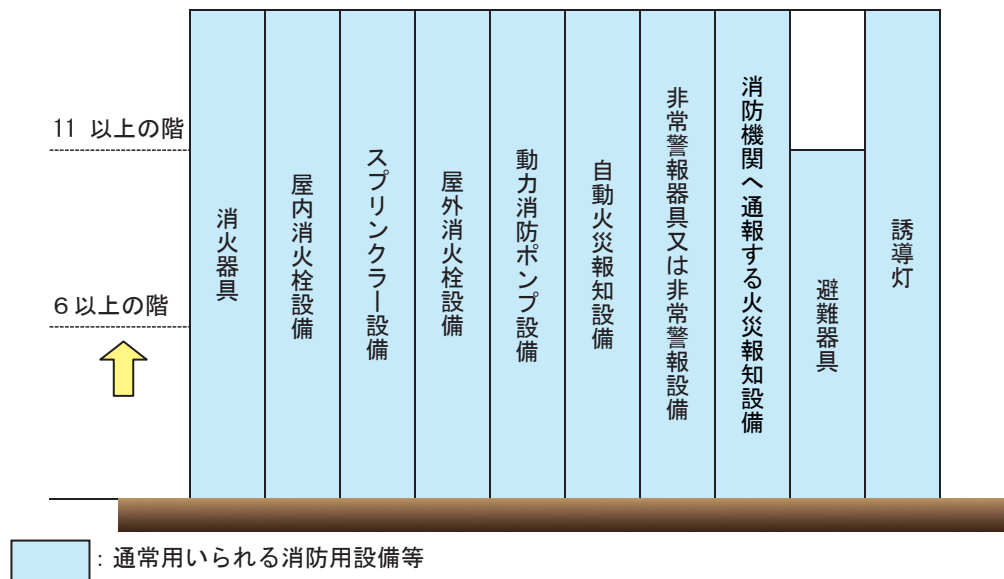 11 以上の階
6以上の階
消火器具
屋内消火栓設備
スプリンクラー設備
屋外消火栓設備
動力消防ポンプ設備
自動火災報知設備
非常警報器具又は非常警報設備
消防機関へ通報する火災報知設備
避難器具
誘導灯
：通常用いられる消防用設備等